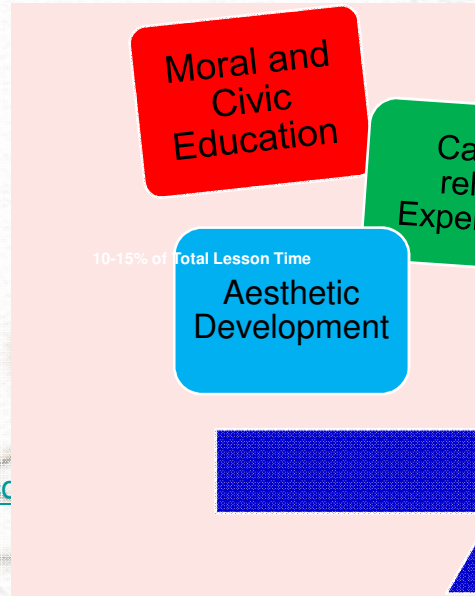 Moral and
Civic
Education
10-15% of Total Lesson Time
Aesthetic
Development